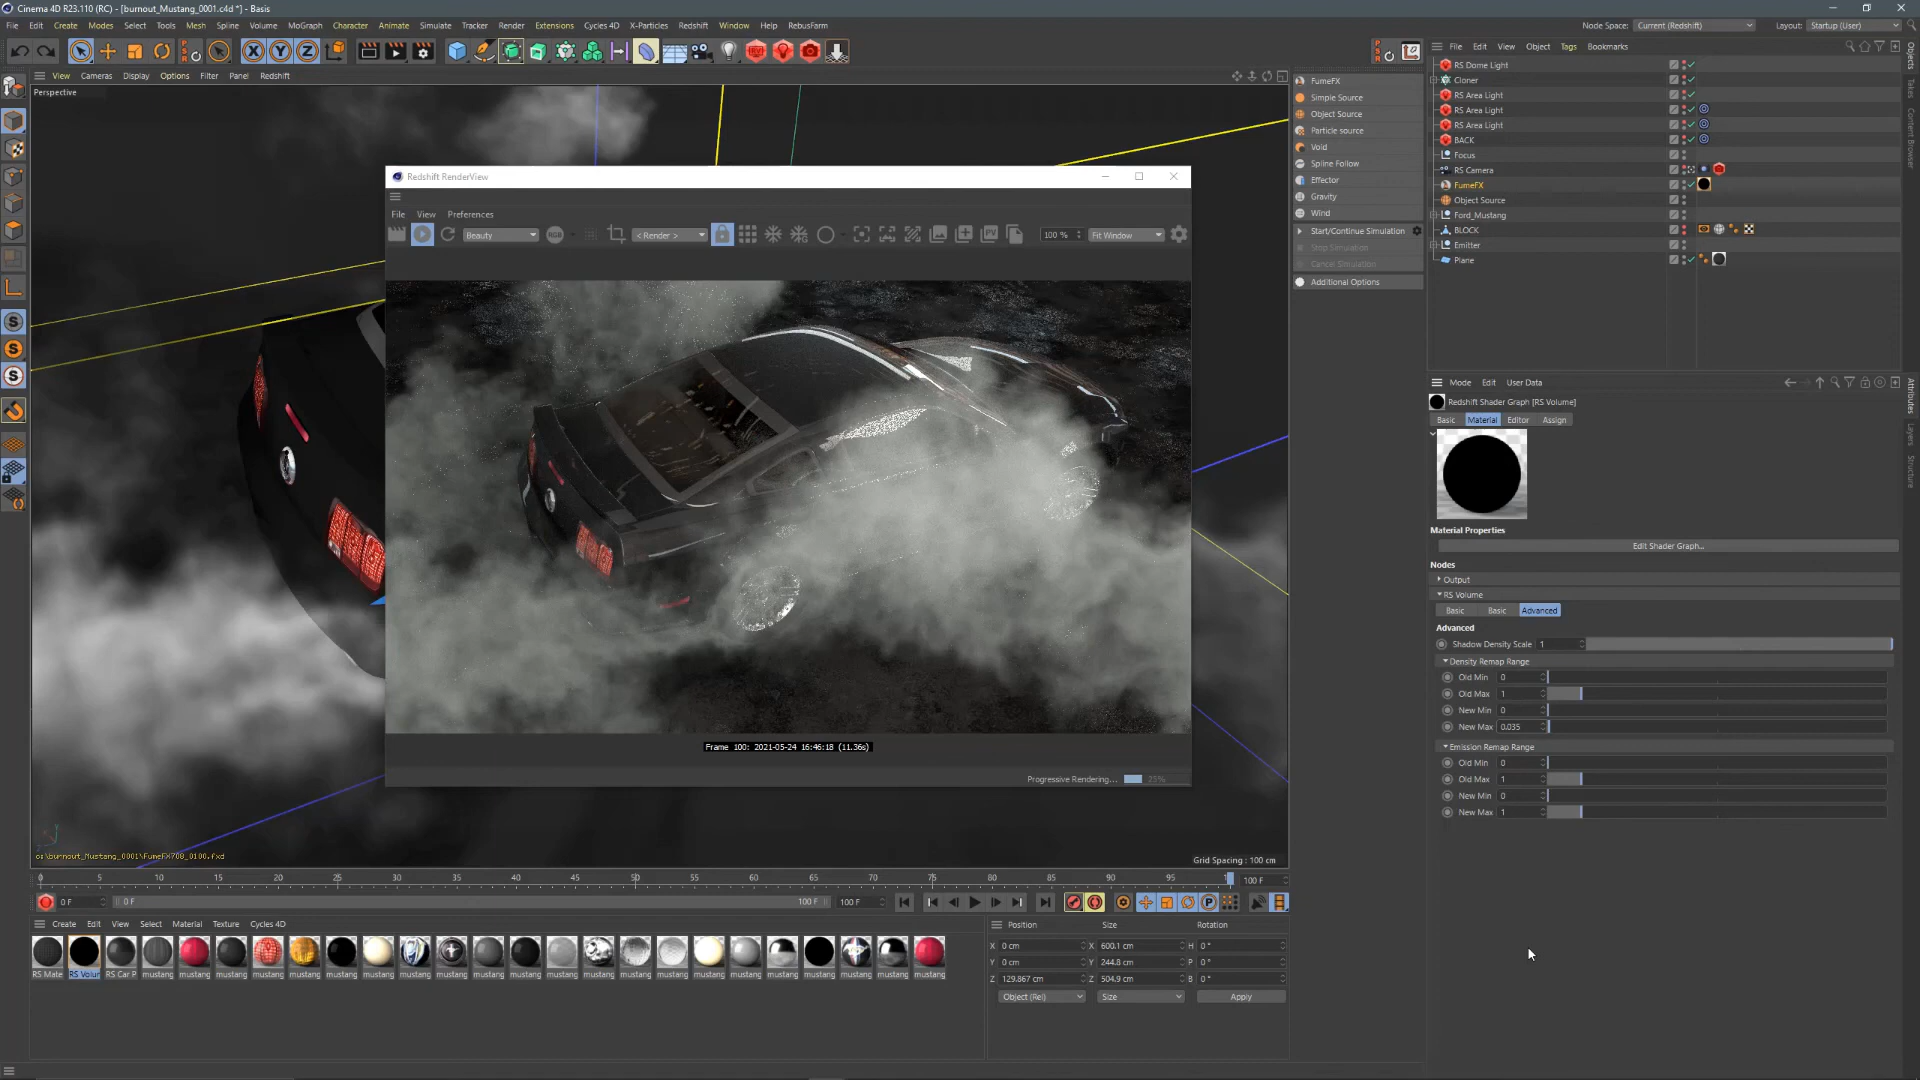 Cinema 4D R23.110 (RC) - [burnout_Mustang_0001.c4d *] - Basis
File Edit Create Modes Select Tools Mesh Spline Volume MoGraph Character Animate Simulate Tracker Render Extensions Cycles 4D X-Particles Redshift Window Help RebusFarm
Node Space: Current (Redshift) Layout: Startup (User)
X Y Z
PSR
View Cameras Display Options Filter Panel Redshift
Perspective
Redshift RenderView
File View Preferences
Beauty RGB < Render > 100 % Fit Window
Frame 100: 2021-05-24 16:46:18 (11.36s)
Progressive Rendering... 25%
Grid Spacing : 100 cm
FumeFX
Simple Source
Object Source
Particle source
Void
Spline Follow
Effector
Gravity
Wind
Start/Continue Simulation
Stop Simulation
Cancel Simulation
Additional Options
File Edit View Object Tags Bookmarks
RS Dome Light
Cloner
RS Area Light
RS Area Light
RS Area Light
BACK
Focus
RS Camera
FumeFX
Object Source
Ford_Mustang
BLOCK
Emitter
Plane
Objects
Takes
Content Browser
Attributes
Layers
Structure
Mode Edit User Data
Redshift Shader Graph [RS Volume]
Basic Material Editor Assign
Material Properties
Edit Shader Graph...
Nodes
Output
RS Volume
Basic Basic Advanced
Advanced
Shadow Density Scale 1
Density Remap Range
Old Min 0
Old Max 1
New Min 0
New Max 0.035
Emission Remap Range
Old Min 0
Old Max 1
New Min 0
New Max 1
0 5 10 15 20 25 30 35 40 45 50 55 60 65 70 75 80 85 90 95 100 F
0 F 0 F 100 F 100 F
Create Edit View Select Material Texture Cycles 4D
RS Mate RS Volur RS Car P mustang mustang mustang mustang mustang mustang mustang mustang mustang mustang mustang mustang mustang mustang mustang mustang mustang mustang mustang mustang mustang mustang
Position Size Rotation
X 0 cm X 600.1 cm H 0 °
Y 0 cm Y 244.8 cm P 0 °
Z 129.867 cm Z 504.9 cm B 0 °
Object (Rel) Size Apply